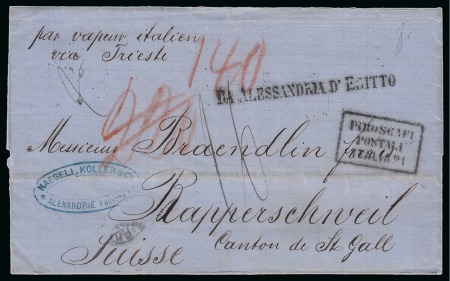 par vapeur italien
via Trieste
140
DA ALESSANDRIA D'EGITTO
PIROSCAFI
POSTALI
ITALIANI
Messieurs Braendlin
NAEGELI, KOLLER & Co
ALEXANDRIE
Rapperschweil
Canton de St Gall
Suisse